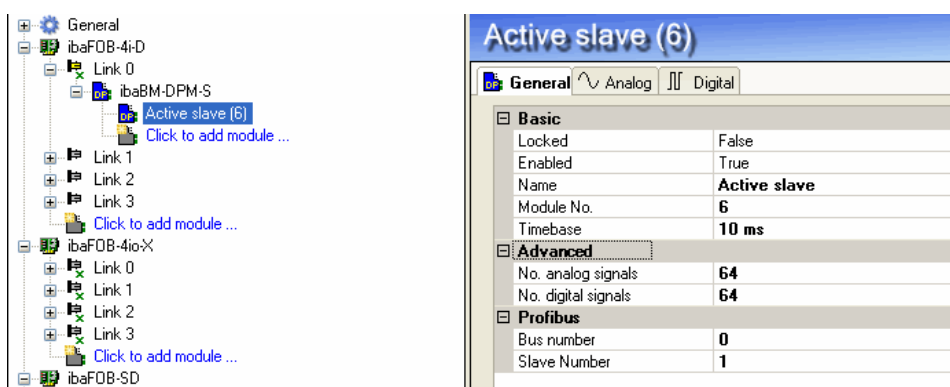 General
ibaFOB-4i-D
Link 0
ibaBM-DPM-S
Active slave (6)
Click to add module ...
Link 1
Link 2
Link 3
Click to add module ...
ibaFOB-4io-X
Link 0
Link 1
Link 2
Link 3
Click to add module ...
ibaFOB-SD
Active slave (6)
General Analog Digital
Basic
Locked False
Enabled True
Name Active slave
Module No. 6
Timebase 10 ms
Advanced
No. analog signals 64
No. digital signals 64
Profibus
Bus number 0
Slave Number 1